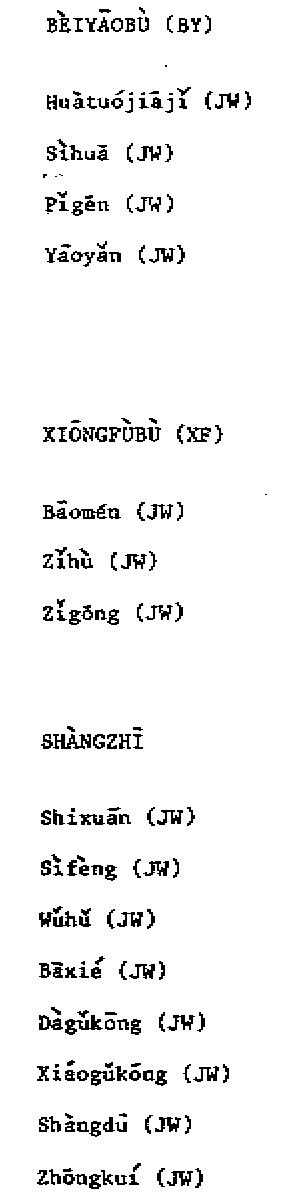 BÈIYĀOBÙ (BY)
Huàtuójiājǐ (JW)
Sìhuā (JW)
Pǐgēn (JW)
Yāoyǎn (JW)
XIŌNGFÙBÙ (XF)
Bāomén (JW)
Zǐhù (JW)
Zǐgōng (JW)
SHÀNGZHĪ
Shixuān (JW)
Sìfèng (JW)
Wǔhǔ (JW)
Bāxié (JW)
Dàgǔkōng (JW)
Xiǎogǔkōng (JW)
Shàngdū (JW)
Zhōngkuí (JW)